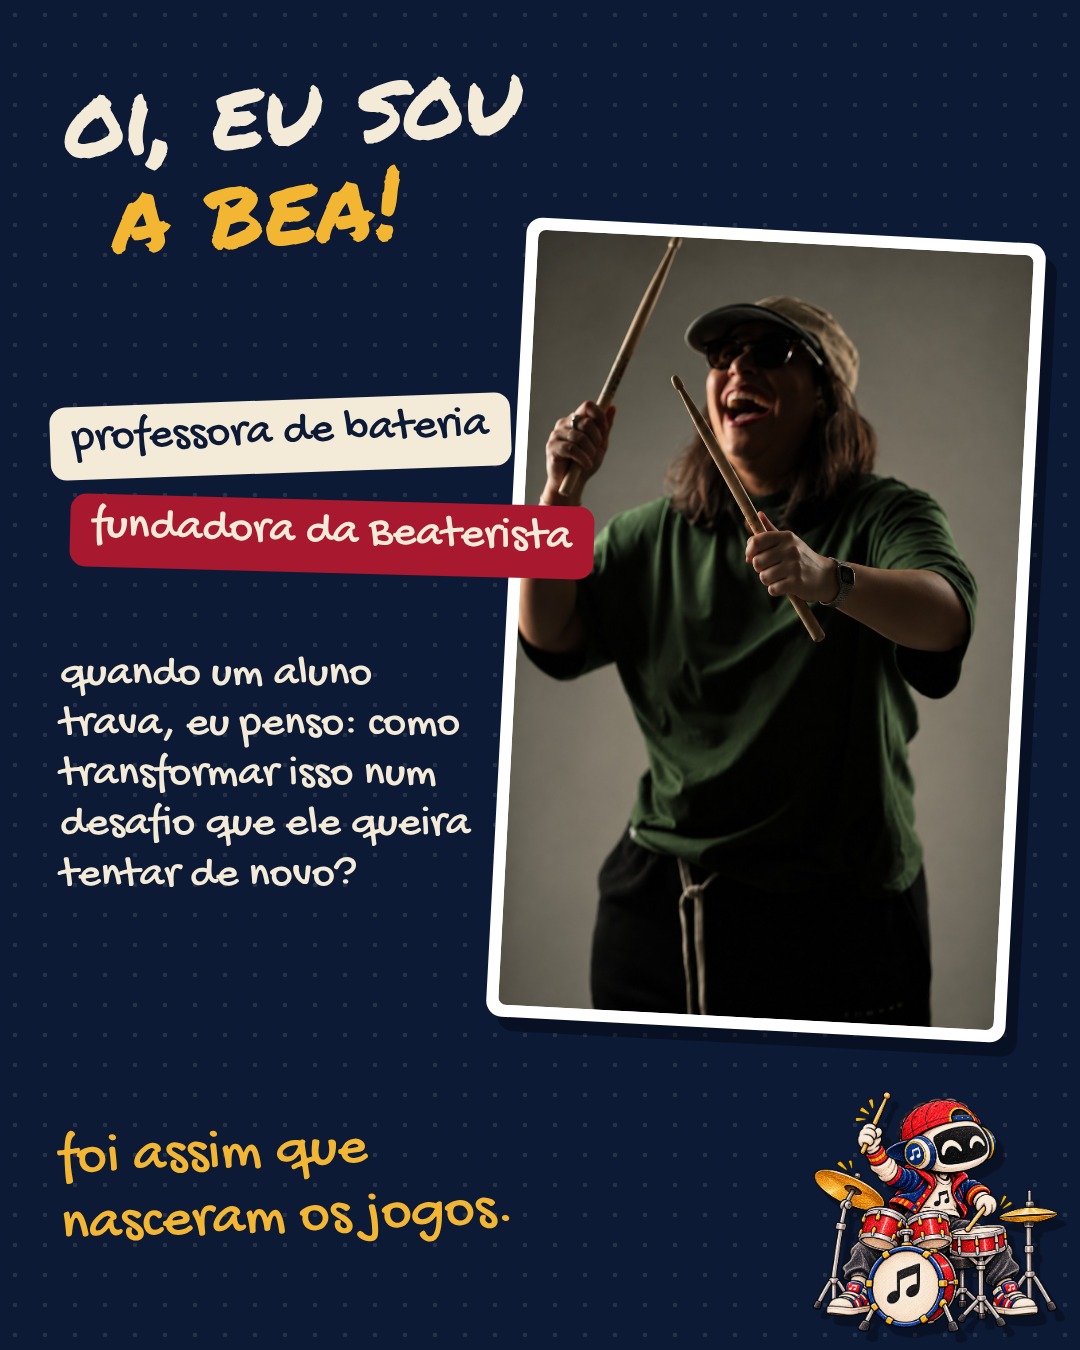 OI, EU SOU
A BEA!
professora de bateria
fundadora da Beaterista
quando um aluno
trava, eu penso: como
transformar isso num
desafio que ele queira
tentar de novo?
foi assim que
nasceram os jogos.